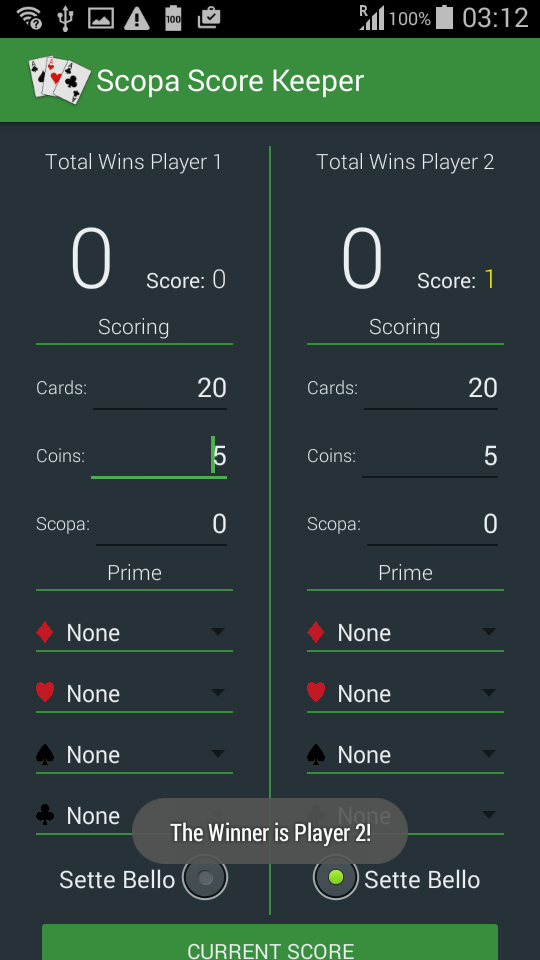 R 100% 03:12
100
Scopa Score Keeper
Total Wins Player 1
0 Score: 0
Scoring
Cards: 20
Coins: 5
Scopa: 0
Prime
None
None
None
None
Sette Bello
Total Wins Player 2
0 Score: 1
Scoring
Cards: 20
Coins: 5
Scopa: 0
Prime
None
None
None
None
Sette Bello
The Winner is Player 2!
CURRENT SCORE